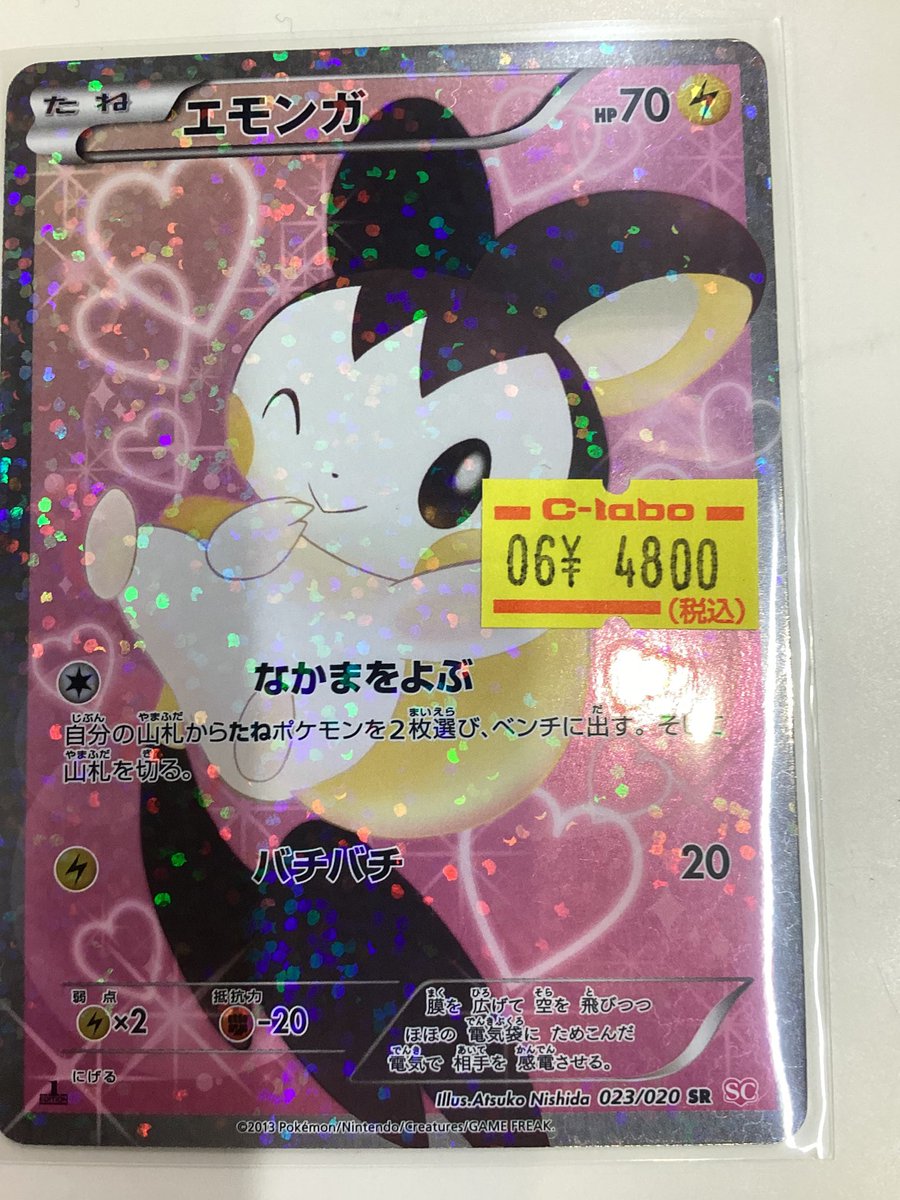 たね エモンガ HP70
C-labo
06¥ 4800
(税込)
なかまをよぶ
自分の山札からたねポケモンを2枚選び、ベンチに出す。そして
山札を切る。
バチバチ 20
弱点 抵抗力
×2 -20
にげる
膜を 広げて 空を 飛びつつ
ほほの 電気袋に ためこんだ
電気で 相手を 感電させる。
1 EDITION
Illus.Atsuko Nishida 023/020 SR SC
©2013 Pokémon/Nintendo/Creatures/GAME FREAK.